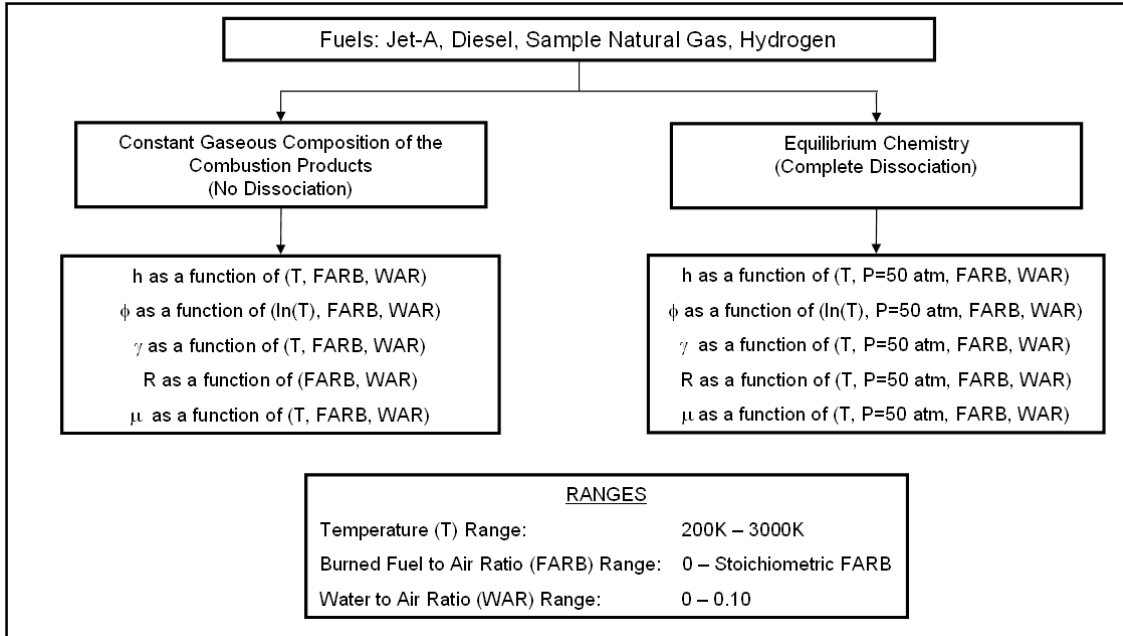 Fuels: Jet-A, Diesel, Sample Natural Gas, Hydrogen
Constant Gaseous Composition of the
Combustion Products
(No Dissociation)
Equilibrium Chemistry
(Complete Dissociation)
h as a function of (T, FARB, WAR)
ϕ as a function of (ln(T), FARB, WAR)
γ as a function of (T, FARB, WAR)
R as a function of (FARB, WAR)
μ as a function of (T, FARB, WAR)
h as a function of (T, P=50 atm, FARB, WAR)
ϕ as a function of (ln(T), P=50 atm, FARB, WAR)
γ as a function of (T, P=50 atm, FARB, WAR)
R as a function of (T, P=50 atm, FARB, WAR)
μ as a function of (T, P=50 atm, FARB, WAR)
RANGES
Temperature (T) Range: 200K – 3000K
Burned Fuel to Air Ratio (FARB) Range: 0 – Stoichiometric FARB
Water to Air Ratio (WAR) Range: 0 – 0.10